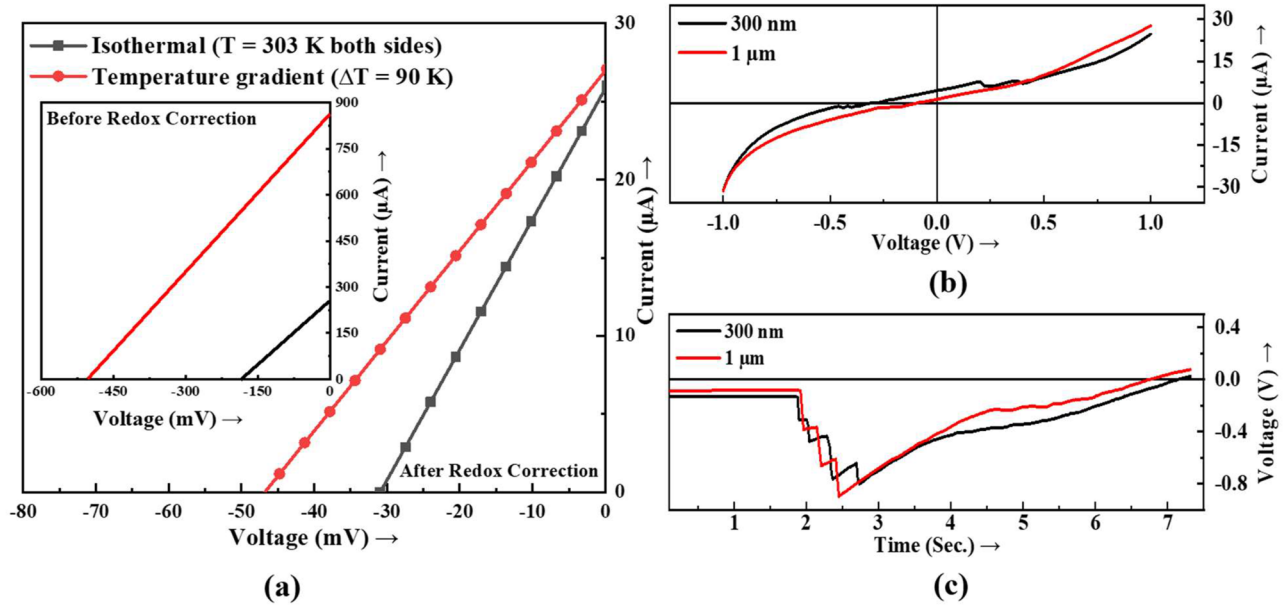 Isothermal (T = 303 K both sides)
Temperature gradient (ΔT = 90 K)
Before Redox Correction
900
750
600
450
300
150
0
Current (μA) →
-600 -450 -300 -150 0
Voltage (mV) →
After Redox Correction
30
20
10
0
Current (μA) →
-80 -70 -60 -50 -40 -30 -20 -10 0
Voltage (mV) →
(a)
300 nm
1 μm
30
15
0
-15
-30
Current (μA) →
-1.0 -0.5 0.0 0.5 1.0
Voltage (V) →
(b)
300 nm
1 μm
0.4
0.0
-0.4
-0.8
Voltage (V) →
1 2 3 4 5 6 7
Time (Sec.) →
(c)